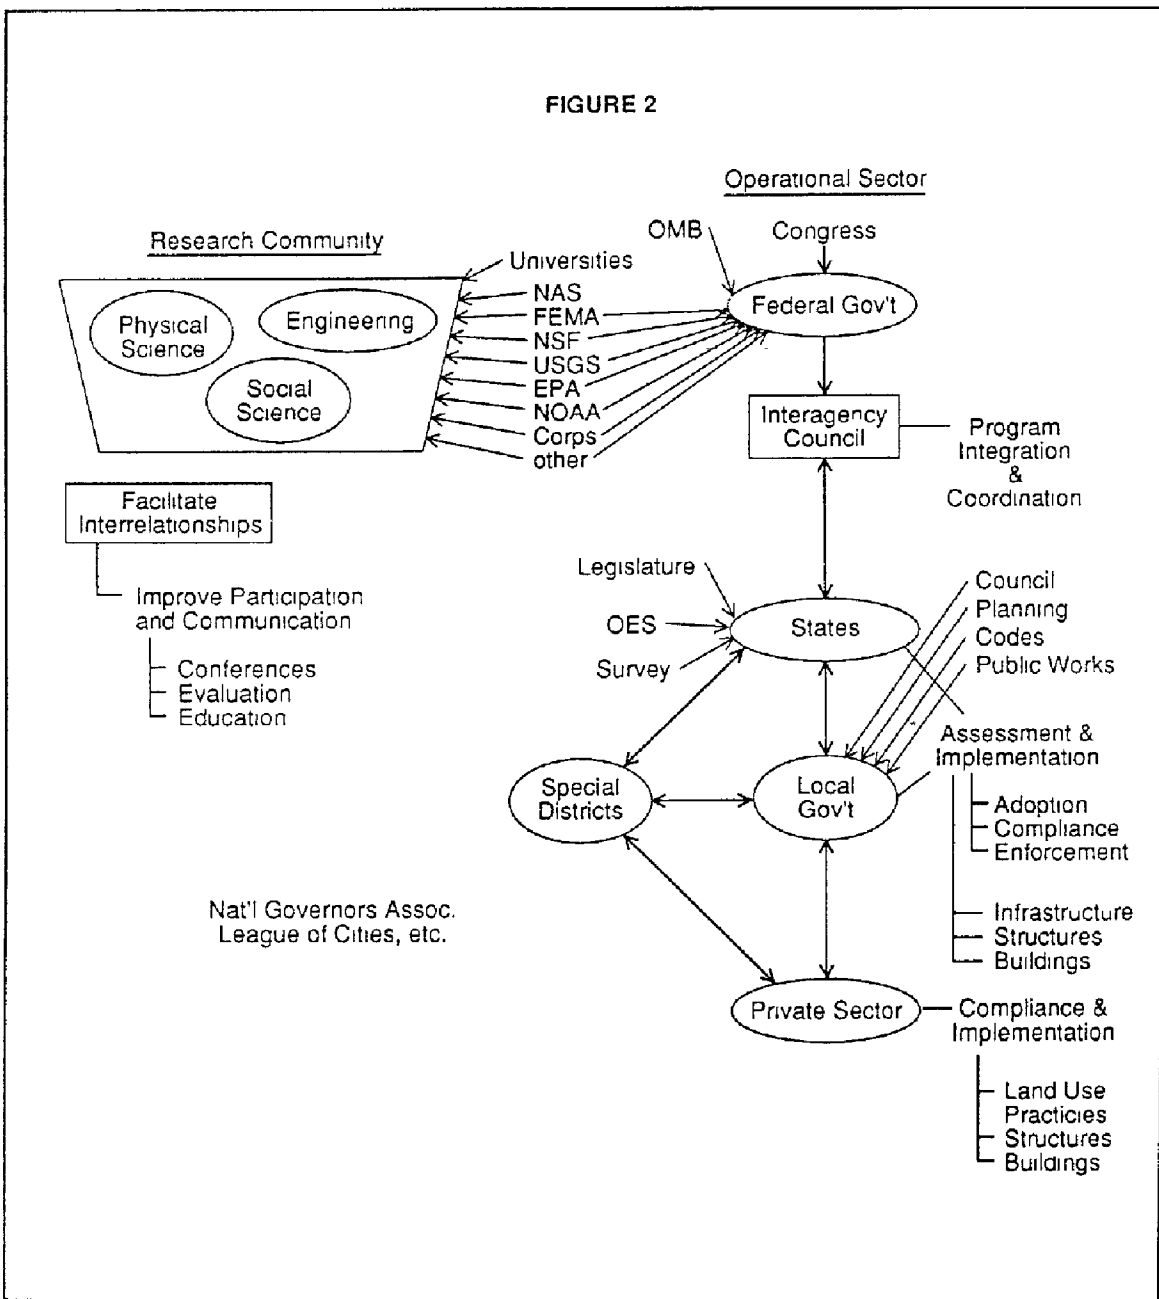 FIGURE 2
Operational Sector
Research Community
OMB
Congress
Universities
NAS
FEMA
NSF
USGS
EPA
NOAA
Corps
other
Physical
Science
Engineering
Social
Science
Federal Gov't
Interagency
Council
Program
Integration
&
Coordination
Facilitate
Interrelationships
Improve Participation
and Communication
Conferences
Evaluation
Education
Legislature
OES
Survey
States
Council
Planning
Codes
Public Works
Special
Districts
Local
Gov't
Assessment &
Implementation
Adoption
Compliance
Enforcement
Infrastructure
Structures
Buildings
Nat'l Governors Assoc.
League of Cities, etc.
Private Sector
Compliance &
Implementation
Land Use
Practicies
Structures
Buildings